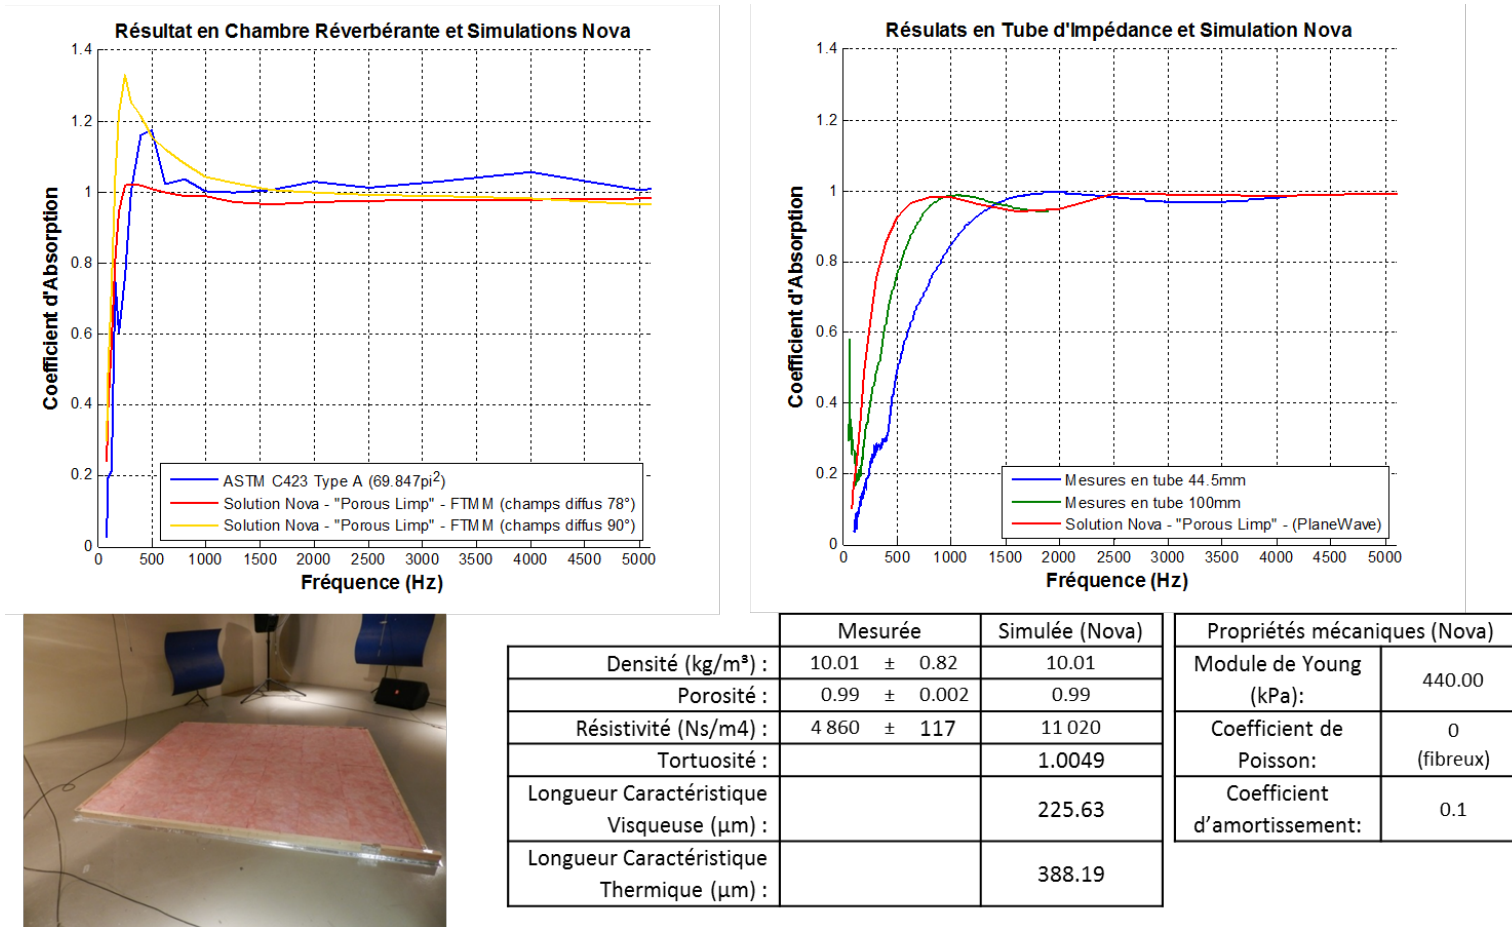 Résultat en Chambre Réverbérante et Simulations Nova
1.4
1.2
1
0.8
0.6
0.4
0.2
0
Coefficient d'Absorption
ASTM C423 Type A (69.847pi²)
Solution Nova - "Porous Limp" - FTMM (champs diffus 78°)
Solution Nova - "Porous Limp" - FTMM (champs diffus 90°)
0 500 1000 1500 2000 2500 3000 3500 4000 4500 5000
Fréquence (Hz)
Résulats en Tube d'Impédance et Simulation Nova
1.4
1.2
1
0.8
0.6
0.4
0.2
0
Coefficient d'Absorption
Mesures en tube 44.5mm
Mesures en tube 100mm
Solution Nova - "Porous Limp" - (PlaneWave)
0 500 1000 1500 2000 2500 3000 3500 4000 4500 5000
Fréquence (Hz)
Mesurée Simulée (Nova)
Densité (kg/m³) : 10.01 ± 0.82 10.01
Porosité : 0.99 ± 0.002 0.99
Résistivité (Ns/m4) : 4 860 ± 117 11 020
Tortuosité : 1.0049
Longueur Caractéristique
Visqueuse (µm) : 225.63
Longueur Caractéristique
Thermique (µm) : 388.19
Propriétés mécaniques (Nova)
Module de Young
(kPa): 440.00
Coefficient de
Poisson: 0
(fibreux)
Coefficient
d'amortissement: 0.1